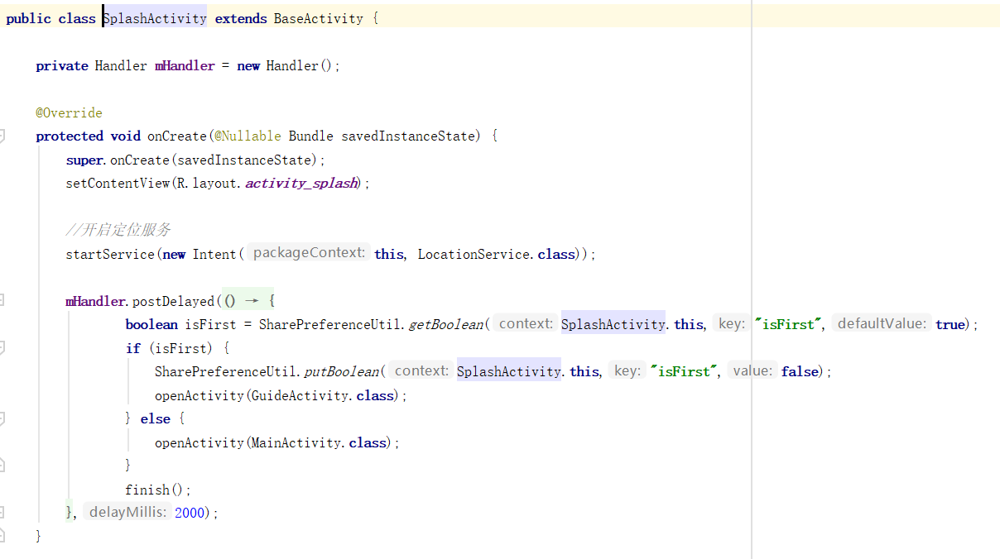 public class SplashActivity extends BaseActivity {
private Handler mHandler = new Handler();
@Override
protected void onCreate(@Nullable Bundle savedInstanceState) {
super.onCreate(savedInstanceState);
setContentView(R.layout.activity_splash);
//开启定位服务
startService(new Intent( packageContext: this, LocationService.class));
mHandler.postDelayed(() → {
boolean isFirst = SharePreferenceUtil.getBoolean( context: SplashActivity.this, key: "isFirst", defaultValue: true);
if (isFirst) {
SharePreferenceUtil.putBoolean( context: SplashActivity.this, key: "isFirst", value: false);
openActivity(GuideActivity.class);
} else {
openActivity(MainActivity.class);
}
finish();
}, delayMillis: 2000);
}